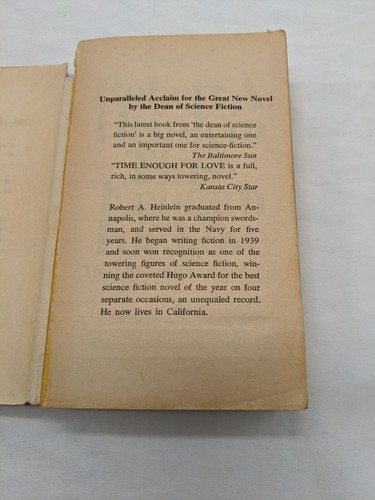 Unparalleled Acclaim for the Great New Novel
by the Dean of Science Fiction
"This latest book from 'the dean of science
fiction' is a big novel, an entertaining one
and an important one for science-fiction."
The Baltimore Sun
"TIME ENOUGH FOR LOVE is a full,
rich, in some ways towering, novel."
Kansas City Star
Robert A. Heinlein graduated from An-
napolis, where he was a champion swords-
man, and served in the Navy for five
years. He began writing fiction in 1939
and soon won recognition as one of the
towering figures of science fiction, win-
ning the coveted Hugo Award for the best
science fiction novel of the year on four
separate occasions, an unequaled record.
He now lives in California.